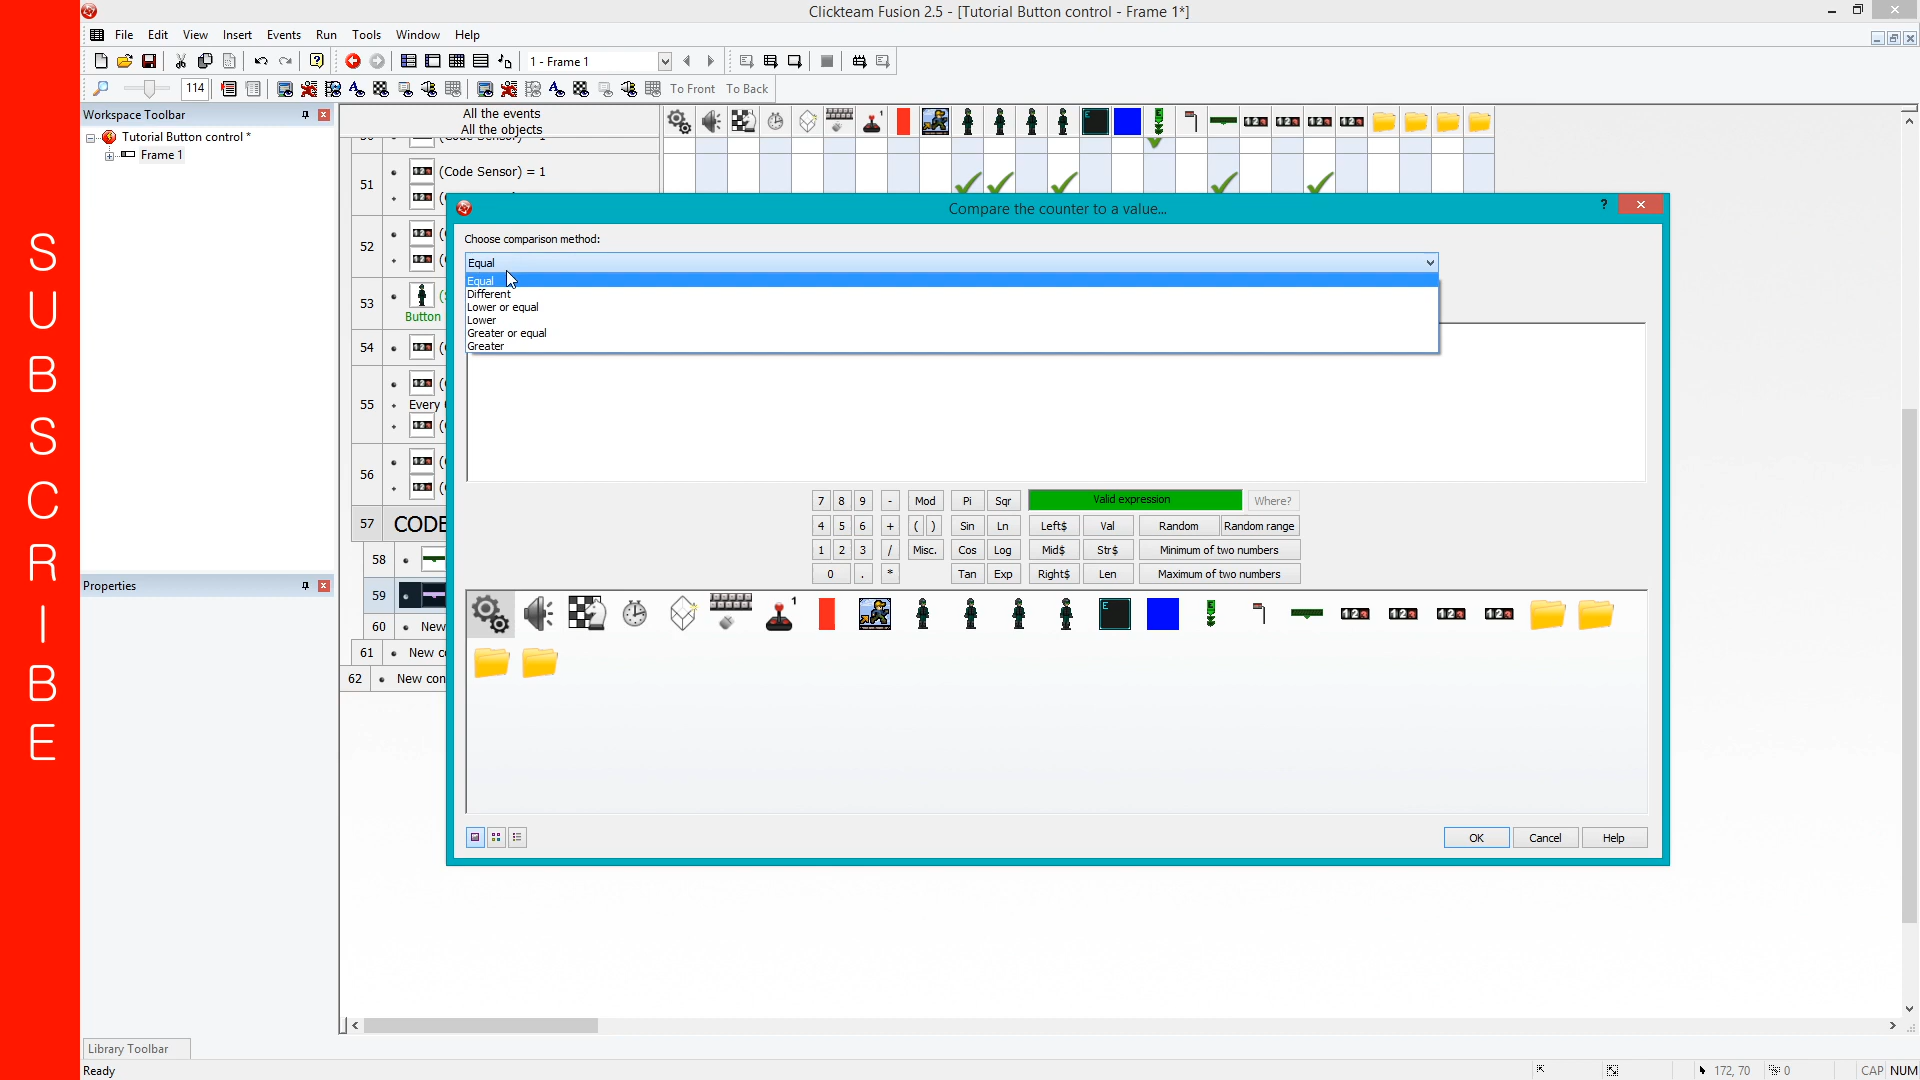 Clickteam Fusion 2.5 - [Tutorial Button control - Frame 1*]
File Edit View Insert Events Run Tools Window Help
1 - Frame 1
114
To Front To Back
Workspace Toolbar
Tutorial Button control *
Frame 1
Properties
Library Toolbar
Ready
172, 70
0
CAP NUM
SUBSCRIBE
All the events
All the objects
51
(Code Sensor) = 1
52
53
Button
54
55
Every
56
57
CODE
58
59
60
New
61
New co
62
New con
Compare the counter to a value...
?
Choose comparison method:
Equal
Equal
Different
Lower or equal
Lower
Greater or equal
Greater
7 8 9 - Mod Pi Sqr Valid expression Where?
4 5 6 + ( ) Sin Ln Left$ Val Random Random range
1 2 3 / Misc. Cos Log Mid$ Str$ Minimum of two numbers
0 . * Tan Exp Right$ Len Maximum of two numbers
OK Cancel Help